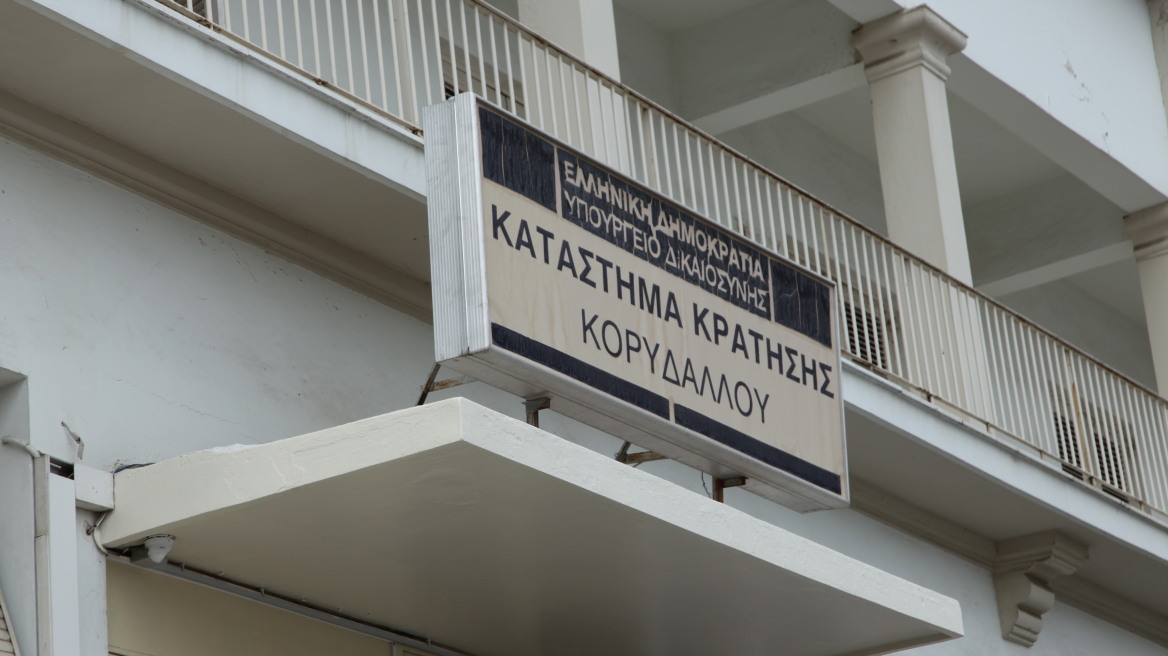 ΕΛΛΗΝΙΚΗ ΔΗΜΟΚΡΑΤΙΑ
ΥΠΟΥΡΓΕΙΟ ΔΙΚΑΙΟΣΥΝΗΣ
ΚΑΤΑΣΤΗΜΑ ΚΡΑΤΗΣΗΣ
ΚΟΡΥΔΑΛΛΟΥ